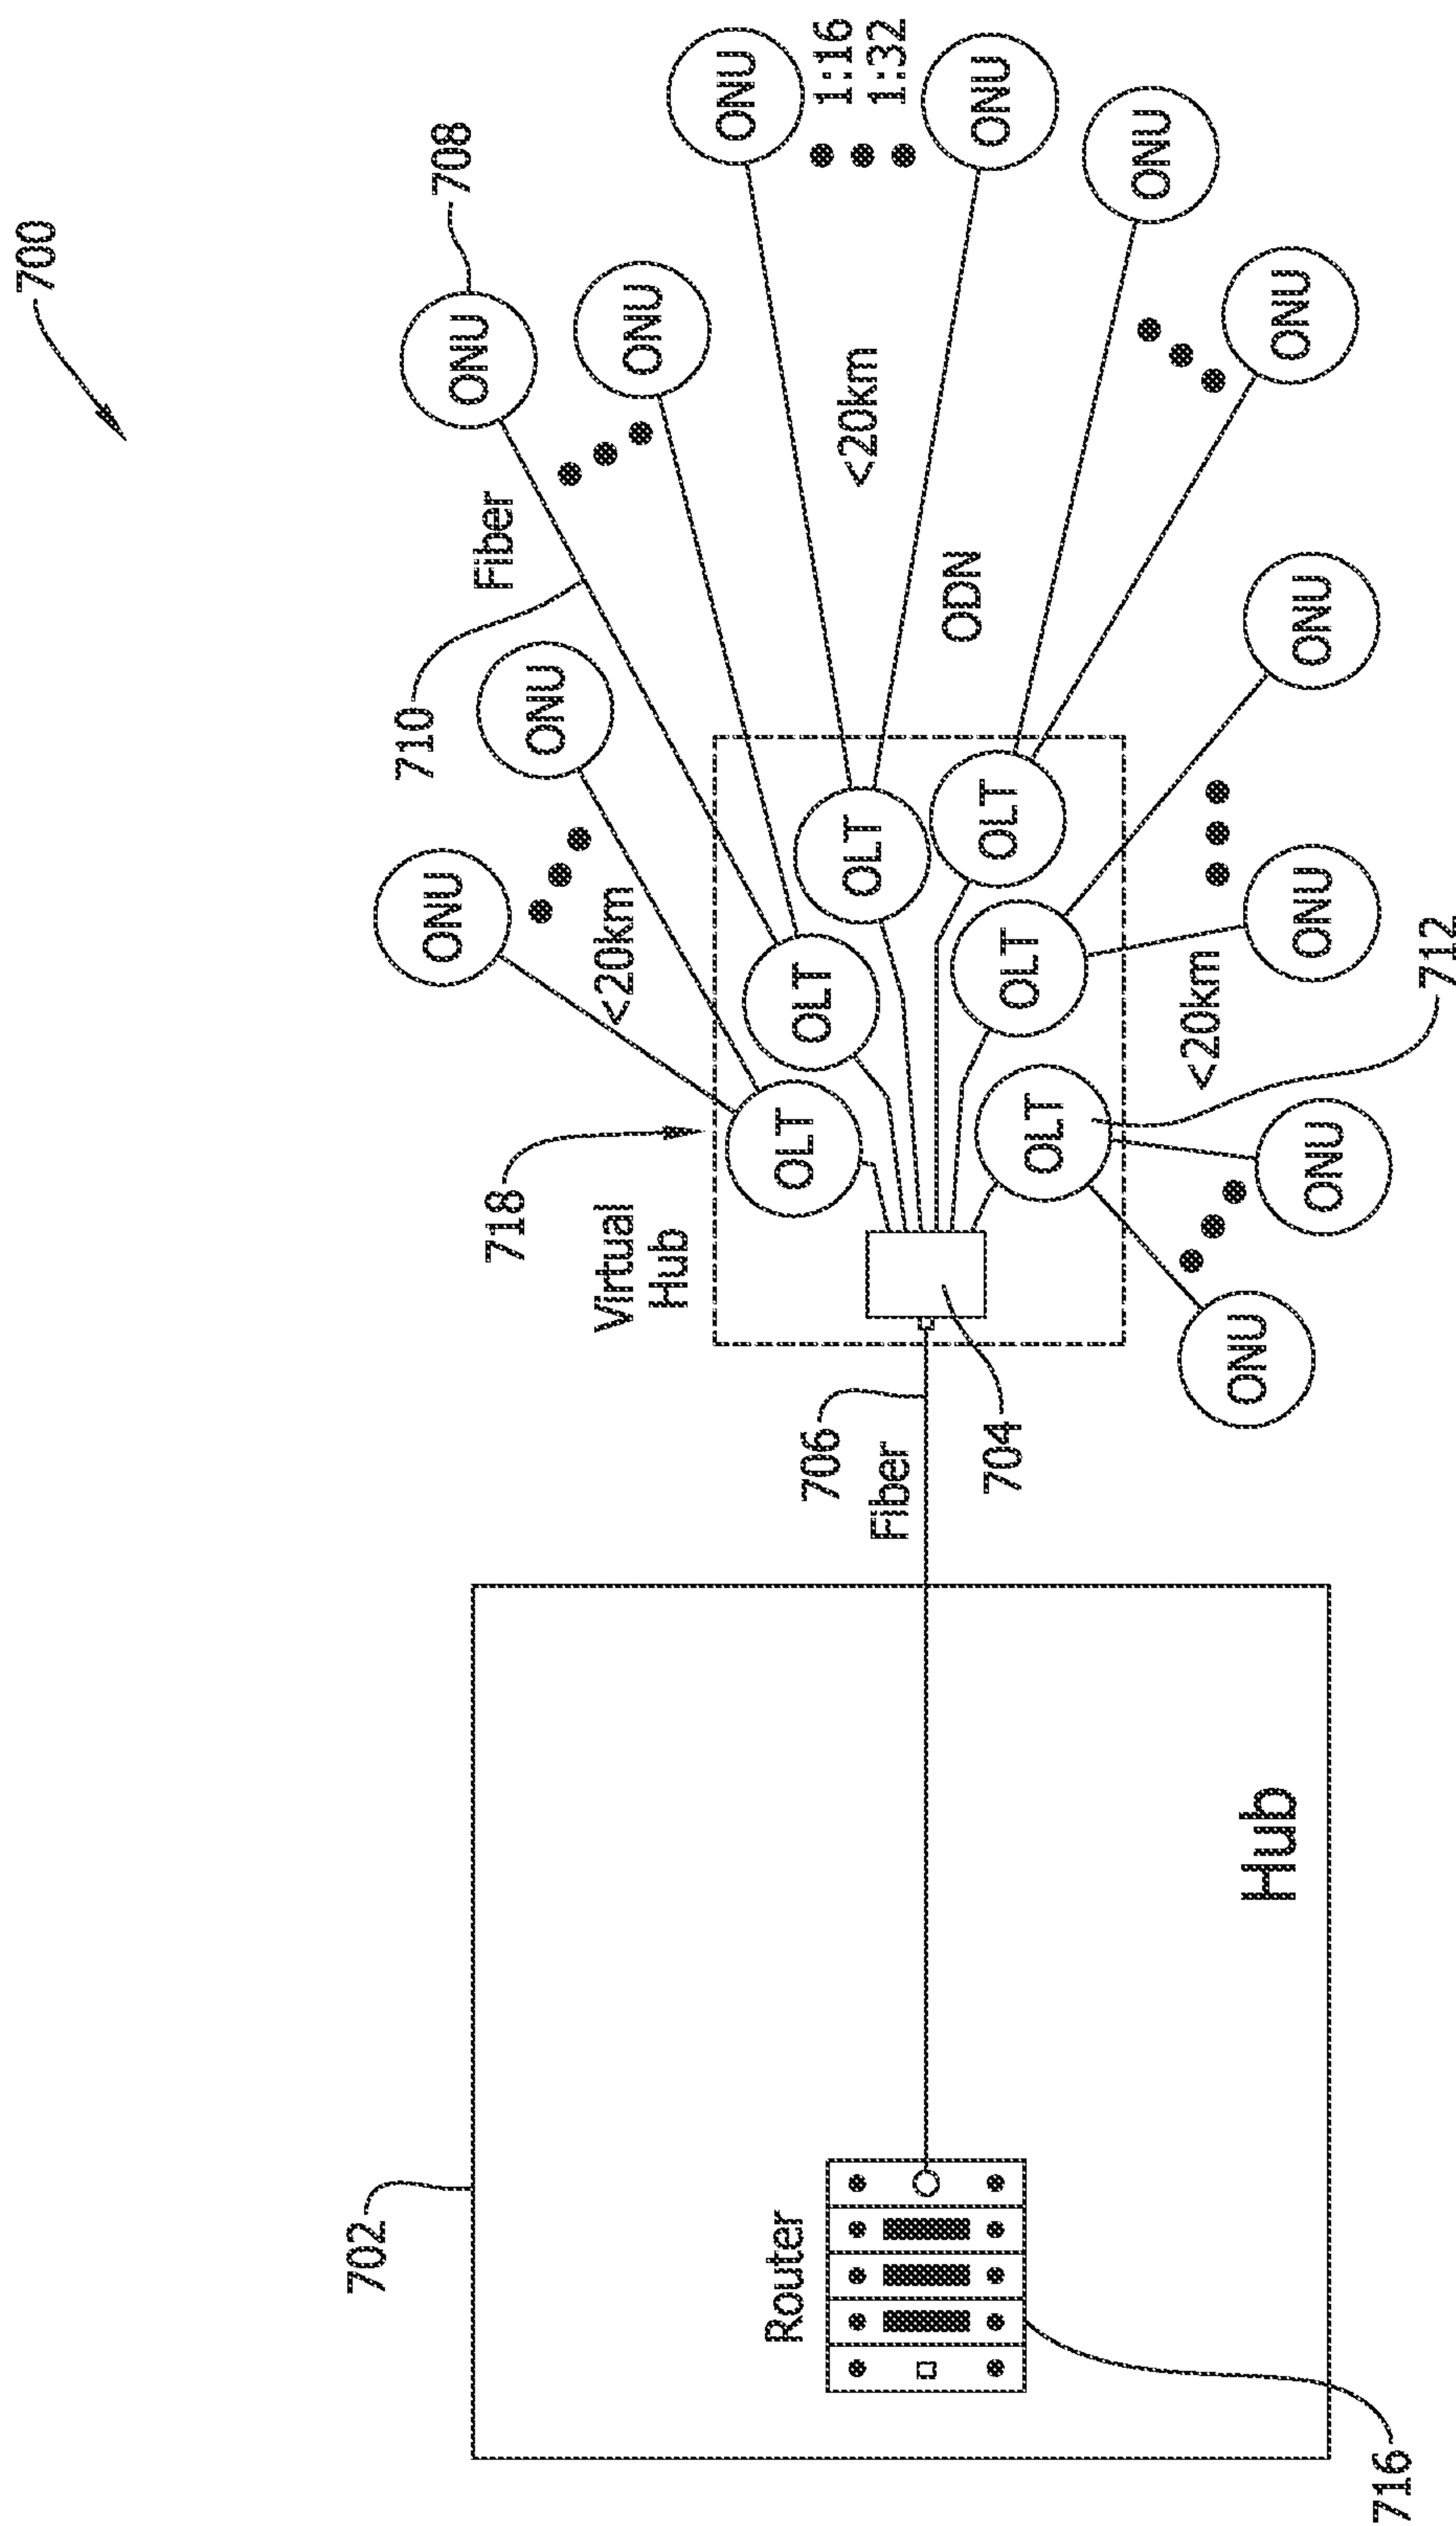 700
702
708
710
ONU
ONU
Fiber
718
ONU
Virtual
Hub
<20km
ONU
ONU
Router
OLT
OLT
706
1:16
1:32
<20km
OLT
Fiber
ODN
ONU
OLT
704
OLT
OLT
ONU
<20km
ONU
Hub
ONU
ONU
ONU
ONU
716
712